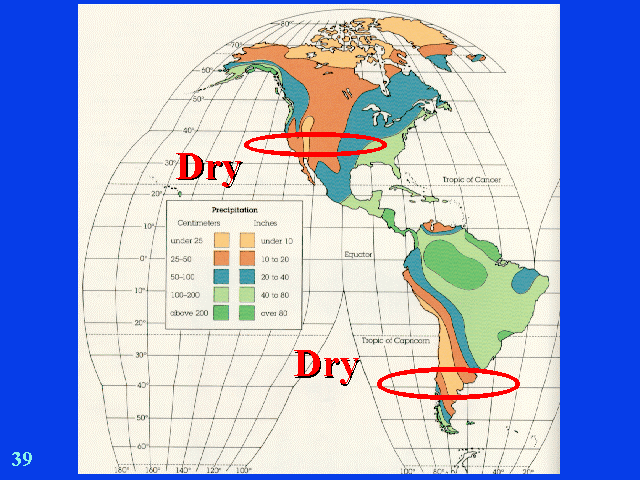 80°
70°
60°
50°
40°
Dry
30°
Tropic of Cancer
20°
Precipitation
Centimeters Inches
10°
under 25 under 10
Equator
0°
25-50 10 to 20
50-100 20 to 40
10°
100-200 40 to 80
above 200 over 80
20°
Tropic of Capricorn
30°
Dry
40°
50°
60°
39
180° 160° 140° 120° 100° 100° 80° 40° 20°